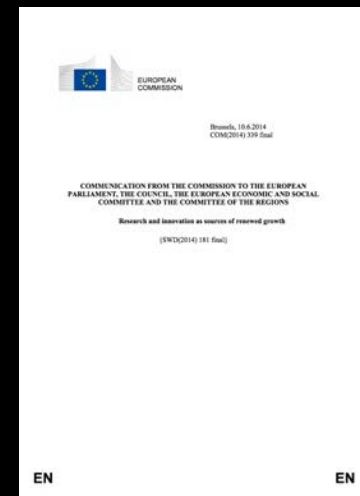 EUROPEAN
COMMISSION
Brussels, 10.6.2014
COM(2014) 339 final
COMMUNICATION FROM THE COMMISSION TO THE EUROPEAN
PARLIAMENT, THE COUNCIL, THE EUROPEAN ECONOMIC AND SOCIAL
COMMITTEE AND THE COMMITTEE OF THE REGIONS
Research and innovation as sources of renewed growth
{SWD(2014) 181 final}
EN EN